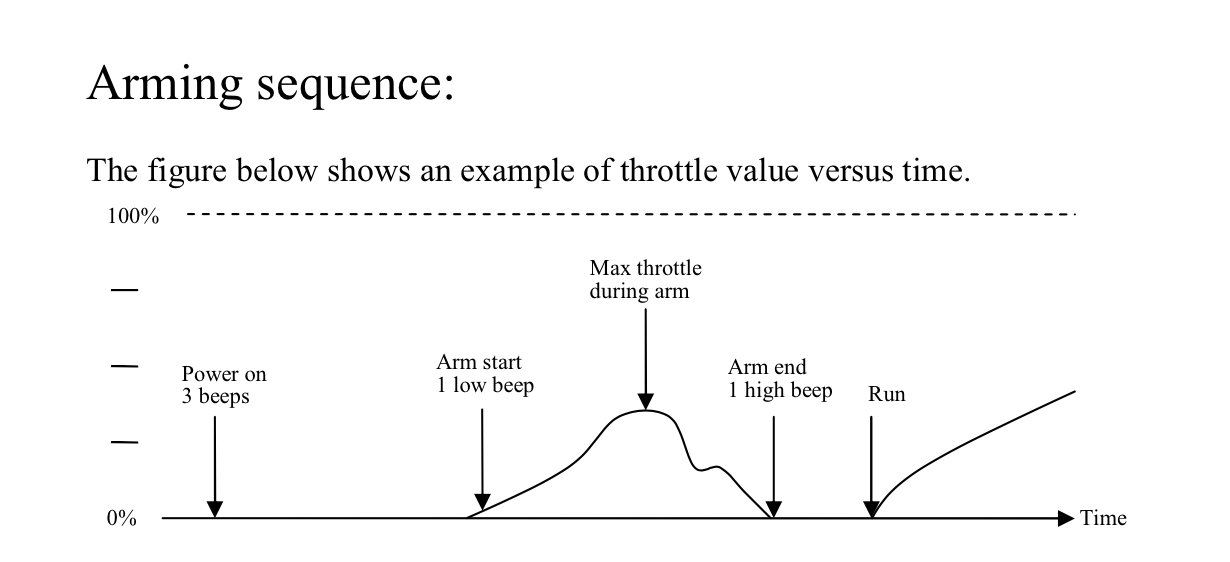 Arming sequence:
The figure below shows an example of throttle value versus time.
100%
Max throttle
during arm
Power on
3 beeps
Arm start
1 low beep
Arm end
1 high beep
Run
0%
Time